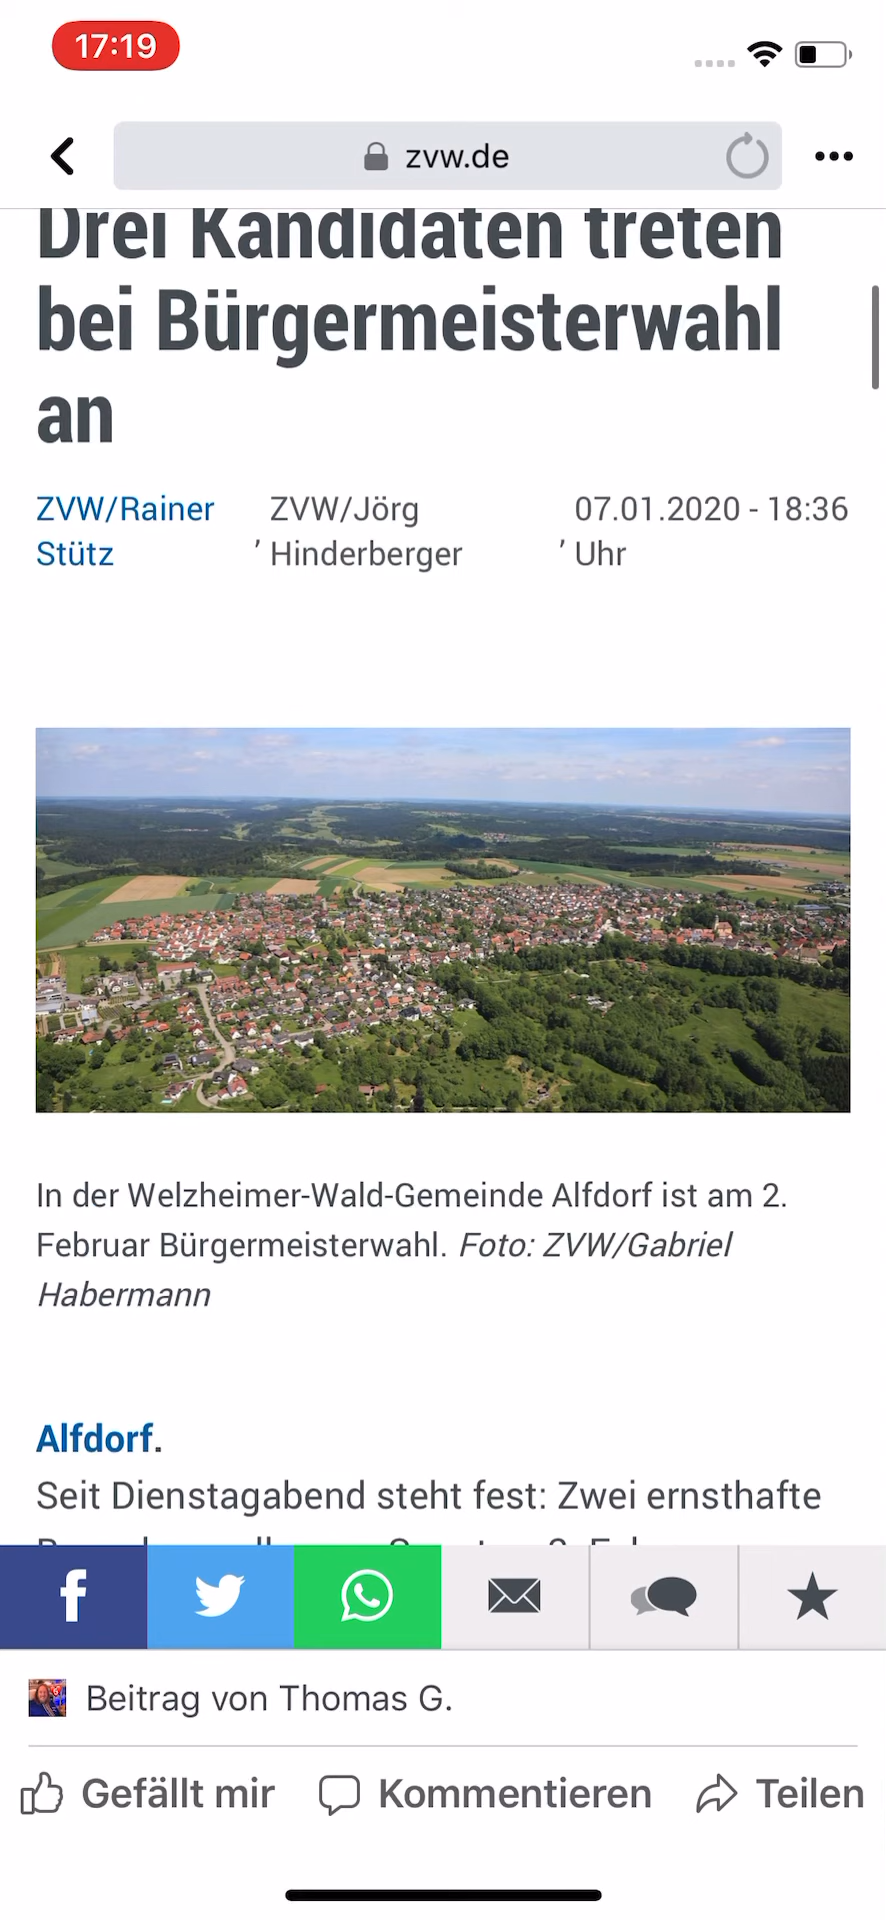 17:19
zvw.de
Drei Kandidaten treten
bei Bürgermeisterwahl
an
ZVW/Rainer Stütz
, ZVW/Jörg Hinderberger
, 07.01.2020 - 18:36 Uhr
In der Welzheimer-Wald-Gemeinde Alfdorf ist am 2.
Februar Bürgermeisterwahl. Foto: ZVW/Gabriel
Habermann
Alfdorf.
Seit Dienstagabend steht fest: Zwei ernsthafte
Beitrag von Thomas G.
Gefällt mir
Kommentieren
Teilen